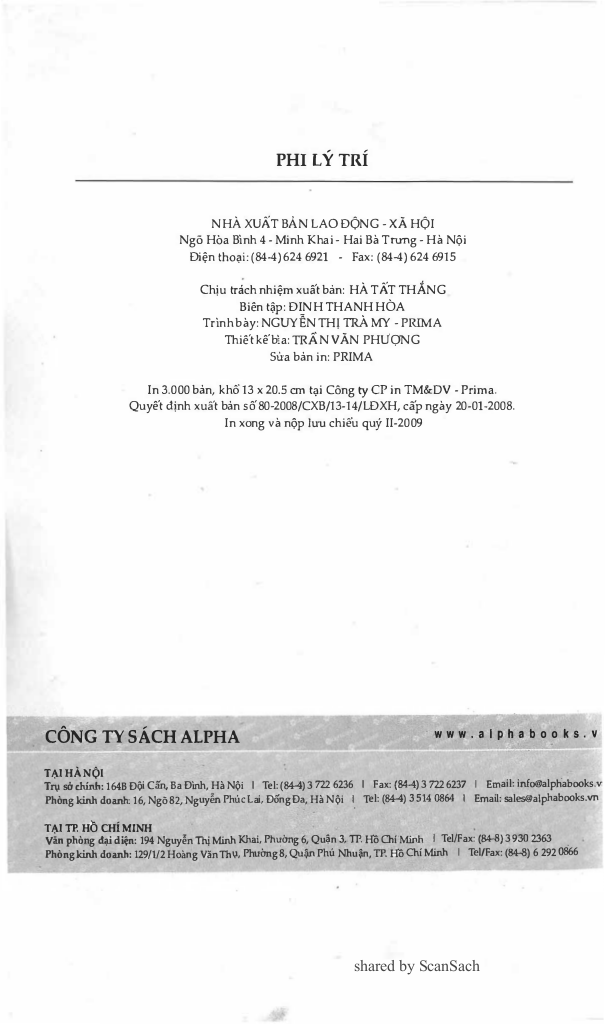 PHI LÝ TRÍ
NHÀ XUẤT BẢN LAO ĐỘNG - XÃ HỘI
Ngõ Hòa Bình 4 - Minh Khai - Hai Bà Trưng - Hà Nội
Điện thoại: (84-4) 624 6921 - Fax: (84-4) 624 6915
Chịu trách nhiệm xuất bản: HÀ TẤT THẮNG
Biên tập: ĐINH THANH HÒA
Trình bày: NGUYỄN THỊ TRÀ MY - PRIMA
Thiết kế bìa: TRẦN VĂN PHƯỢNG
Sửa bản in: PRIMA
In 3.000 bản, khổ 13 x 20.5 cm tại Công ty CP in TM&DV - Prima.
Quyết định xuất bản số 80-2008/CXB/13-14/LĐXH, cấp ngày 20-01-2008.
In xong và nộp lưu chiểu quý II-2009
CÔNG TY SÁCH ALPHA www.alphabooks.v
TẠI HÀ NỘI
Trụ sở chính: 164B Đội Cấn, Ba Đình, Hà Nội | Tel: (84-4) 3 722 6236 | Fax: (84-4) 3 722 6237 | Email: info@alphabooks.v
Phòng kinh doanh: 16, Ngõ 82, Nguyễn Phúc Lai, Đống Đa, Hà Nội | Tel: (84-4) 3 514 0864 | Email: sales@alphabooks.vn
TẠI TP. HỒ CHÍ MINH
Văn phòng đại diện: 194 Nguyễn Thị Minh Khai, Phường 6, Quận 3, TP. Hồ Chí Minh | Tel/Fax: (84-8) 3 930 2363
Phòng kinh doanh: 129/1/2 Hoàng Văn Thụ, Phường 8, Quận Phú Nhuận, TP. Hồ Chí Minh | Tel/Fax: (84-8) 6 292 0866
shared by ScanSach